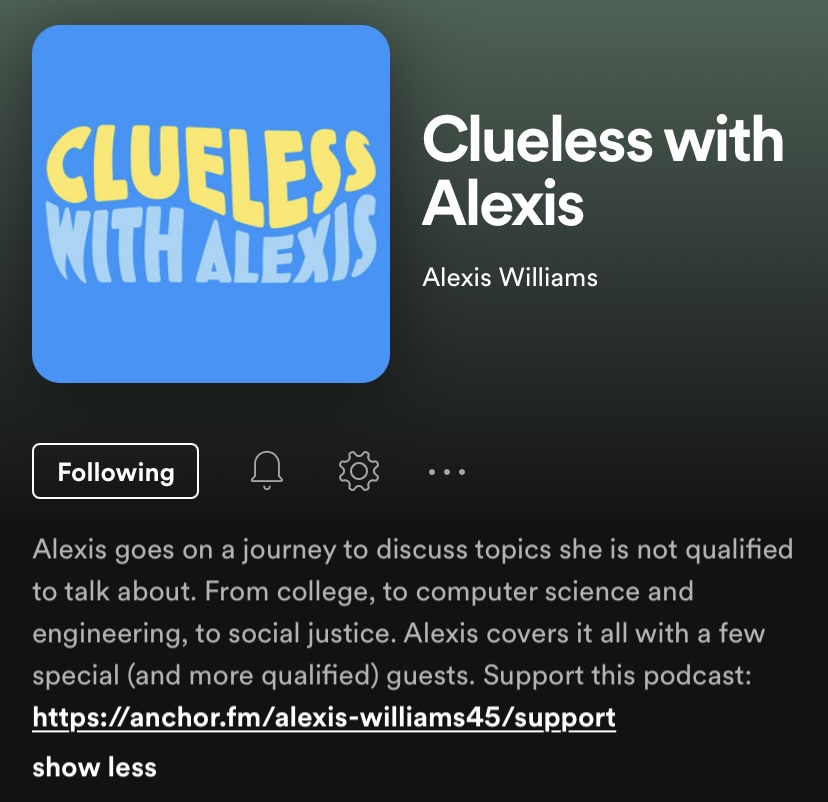 CLUELESS
WITH ALEXIS
Clueless with
Alexis
Alexis Williams
Following
Alexis goes on a journey to discuss topics she is not qualified
to talk about. From college, to computer science and
engineering, to social justice. Alexis covers it all with a few
special (and more qualified) guests. Support this podcast:
https://anchor.fm/alexis-williams45/support
show less